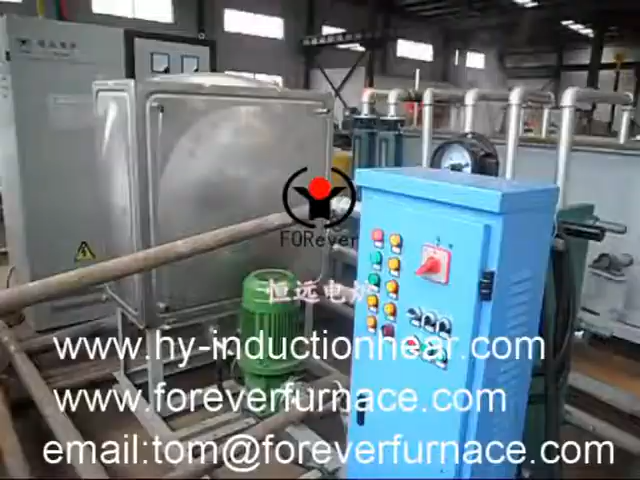 FORever
恒远电炉
www.hy-inductionhear.com
www.foreverfurnace.com
email:tom@foreverfurnace.com